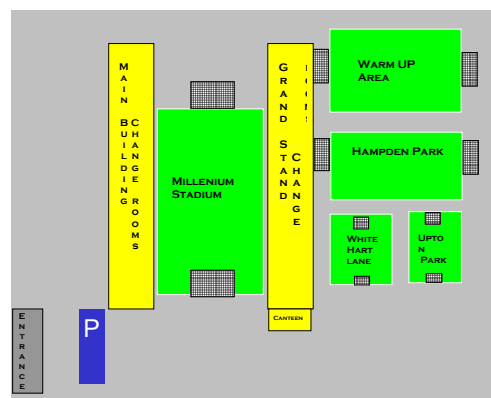 Main Building
Change Rooms
Millenium
Stadium
Grand Stand
Change
Rooms
Warm UP
Area
Hampden Park
White
Hart
lane
Upto
n
Park
Canteen
P
Entrance